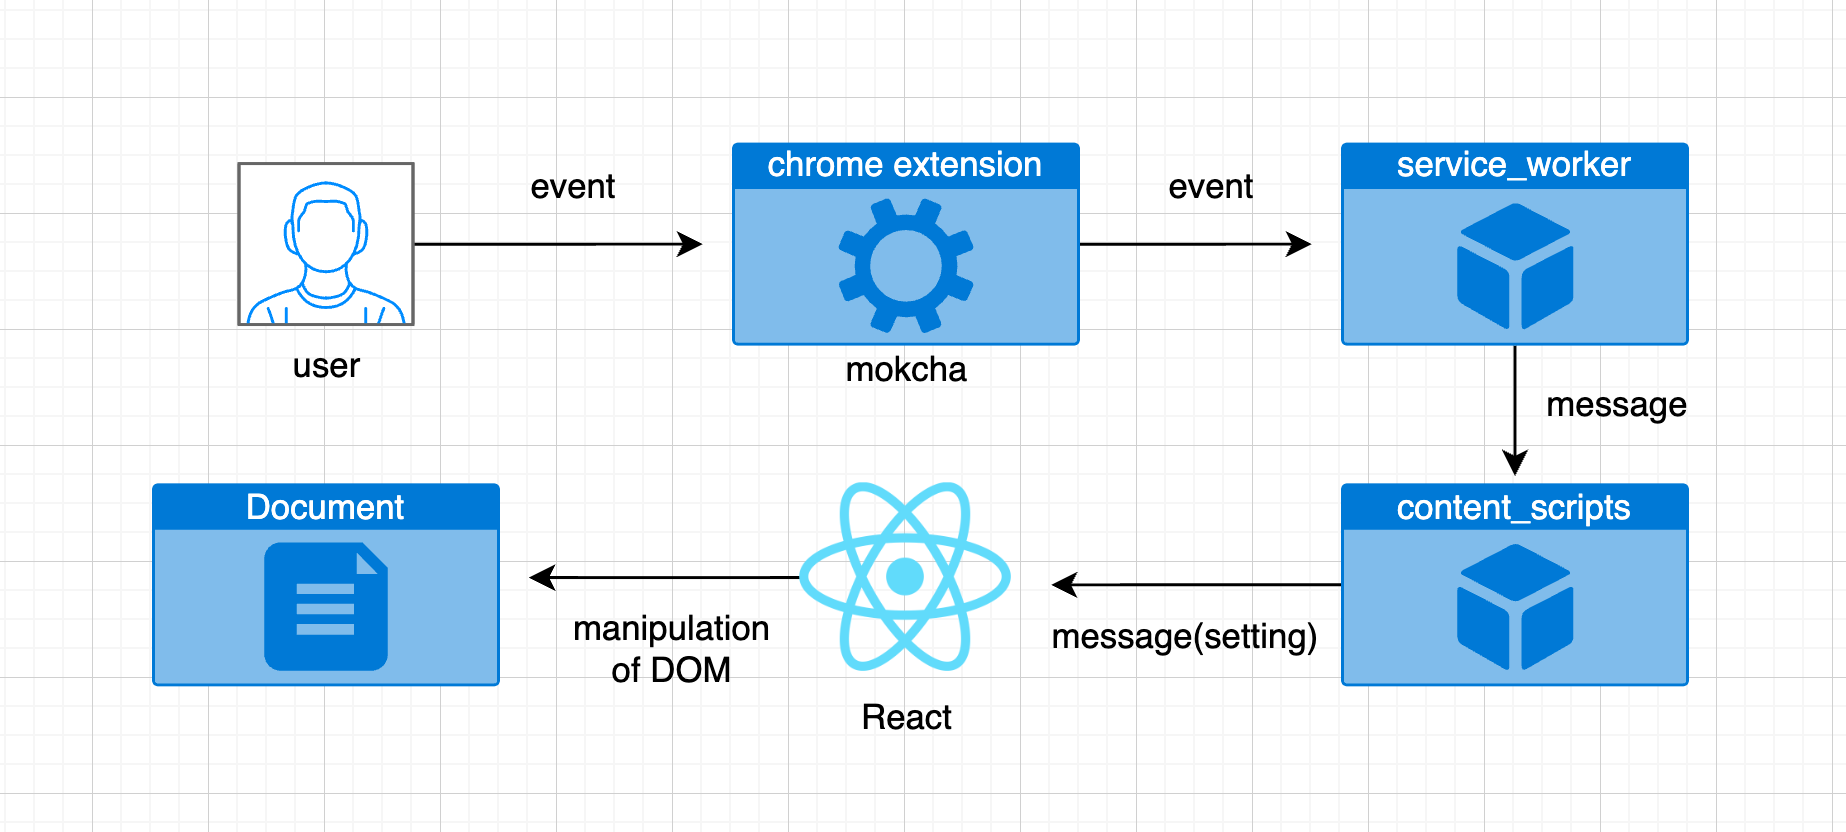 event
chrome extension
event
service_worker
user
mokcha
message
Document
content_scripts
manipulation
of DOM
message(setting)
React